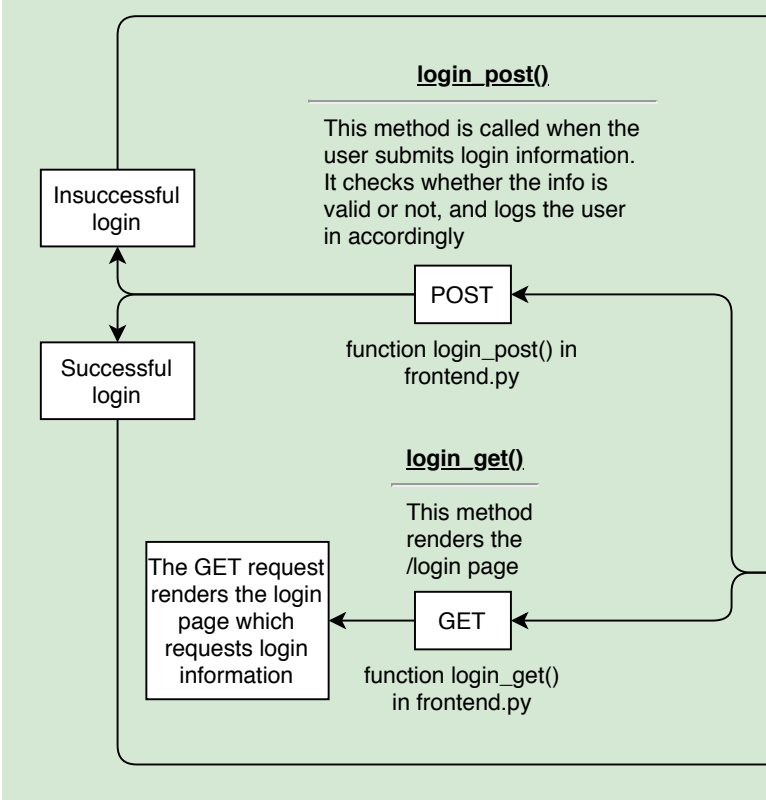 login_post()
This method is called when the
user submits login information.
It checks whether the info is
valid or not, and logs the user
in accordingly
Insuccessful
login
POST
function login_post() in
frontend.py
Successful
login
login_get()
This method
renders the
/login page
The GET request
renders the login
page which
requests login
information
GET
function login_get()
in frontend.py